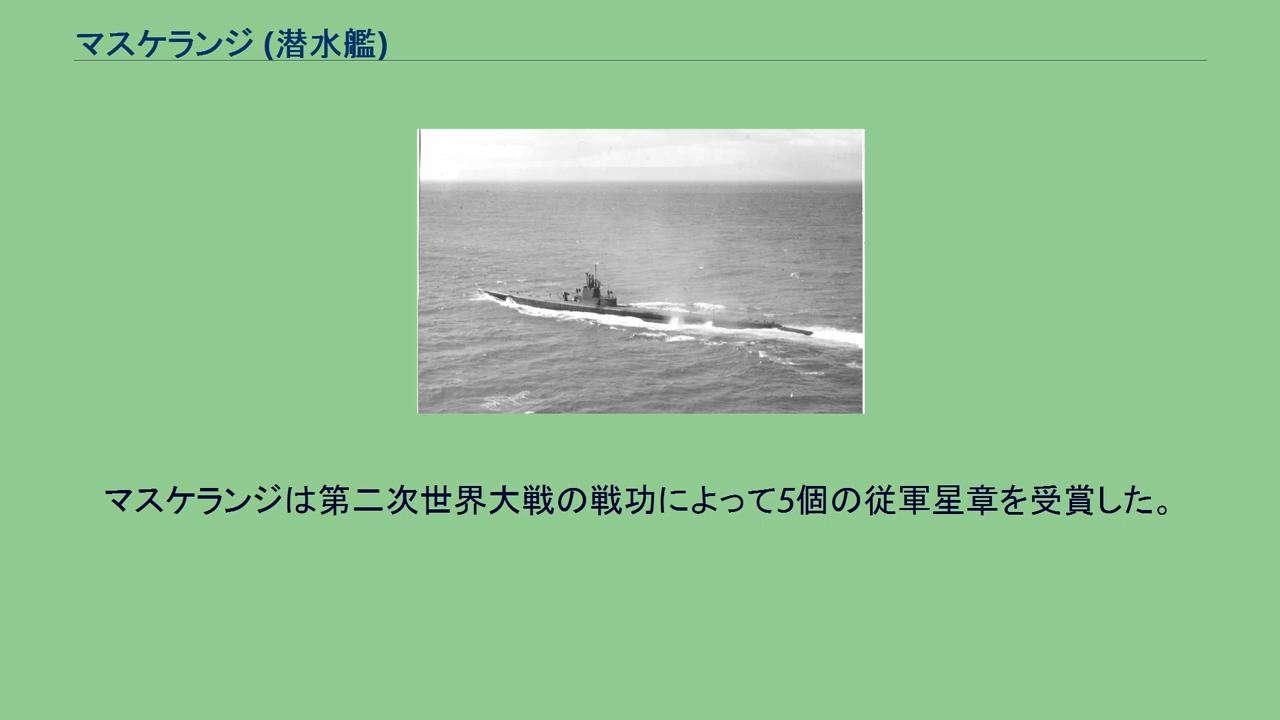 マスケランジ (潜水艦)
マスケランジは第二次世界大戦の戦功によって5個の従軍星章を受賞した。